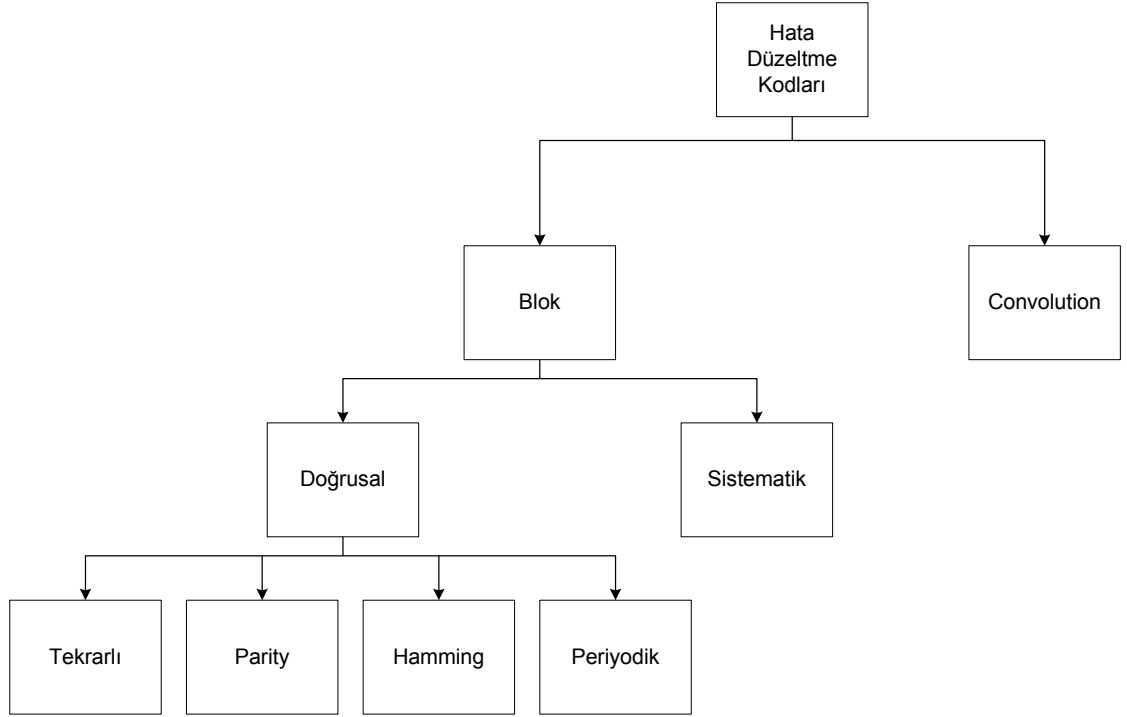 Hata
Düzeltme
Kodları
Blok
Convolution
Doğrusal
Sistematik
Tekrarlı
Parity
Hamming
Periyodik